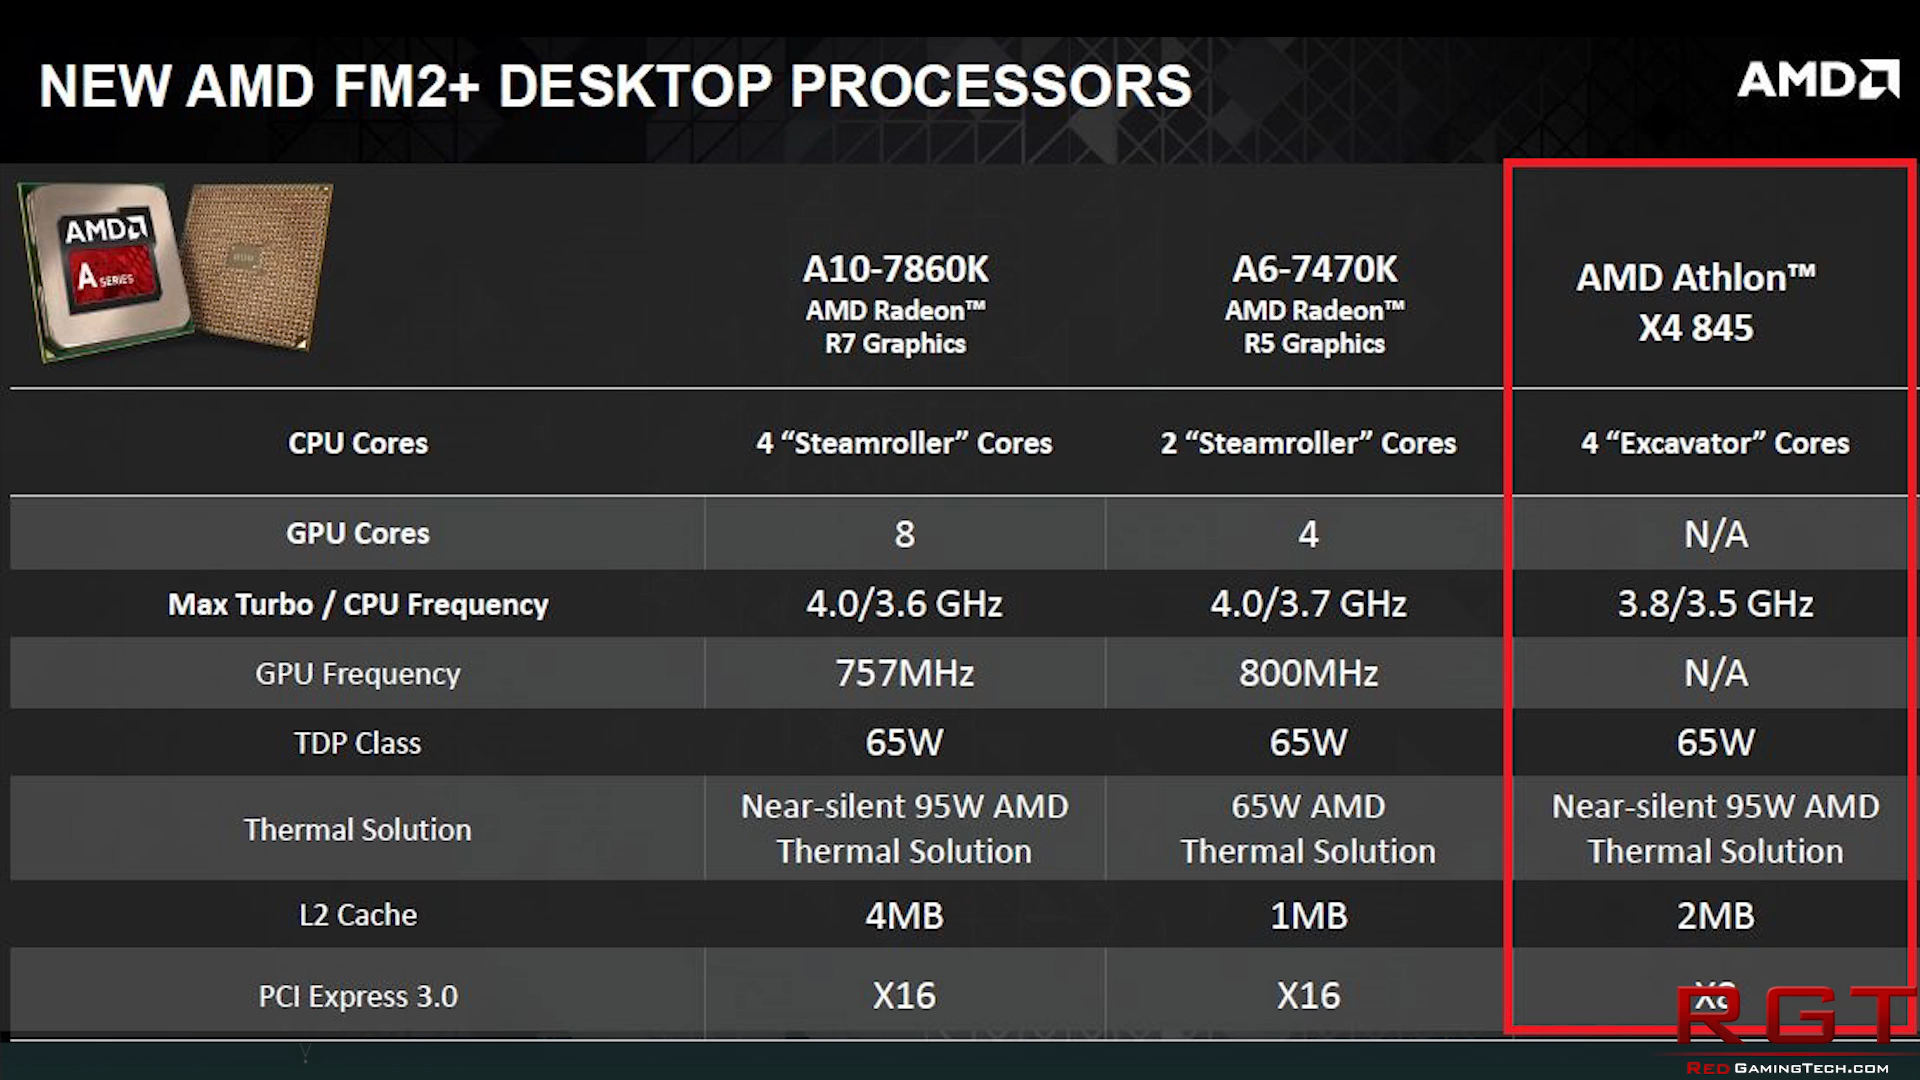 NEW AMD FM2+ DESKTOP PROCESSORS
AMD
AMD
A SERIES
A10-7860K
AMD Radeon™
R7 Graphics
A6-7470K
AMD Radeon™
R5 Graphics
AMD Athlon™
X4 845
CPU Cores
4 “Steamroller” Cores
2 “Steamroller” Cores
4 “Excavator” Cores
GPU Cores
8
4
N/A
Max Turbo / CPU Frequency
4.0/3.6 GHz
4.0/3.7 GHz
3.8/3.5 GHz
GPU Frequency
757MHz
800MHz
N/A
TDP Class
65W
65W
65W
Thermal Solution
Near-silent 95W AMD
Thermal Solution
65W AMD
Thermal Solution
Near-silent 95W AMD
Thermal Solution
L2 Cache
4MB
1MB
2MB
PCI Express 3.0
X16
X16
RGT
REDGAMINGTECH.COM